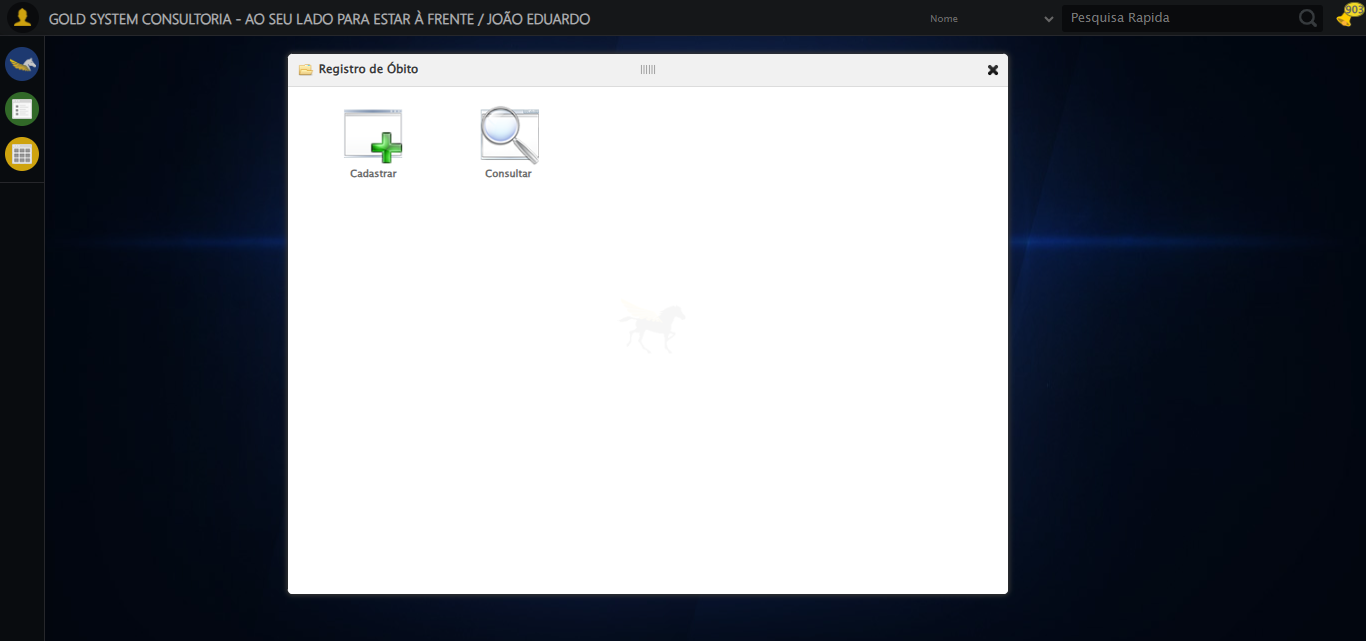 GOLD SYSTEM CONSULTORIA - AO SEU LADO PARA ESTAR À FRENTE / JOÃO EDUARDO
Nome
Pesquisa Rapida
903
Registro de Óbito
Cadastrar
Consultar